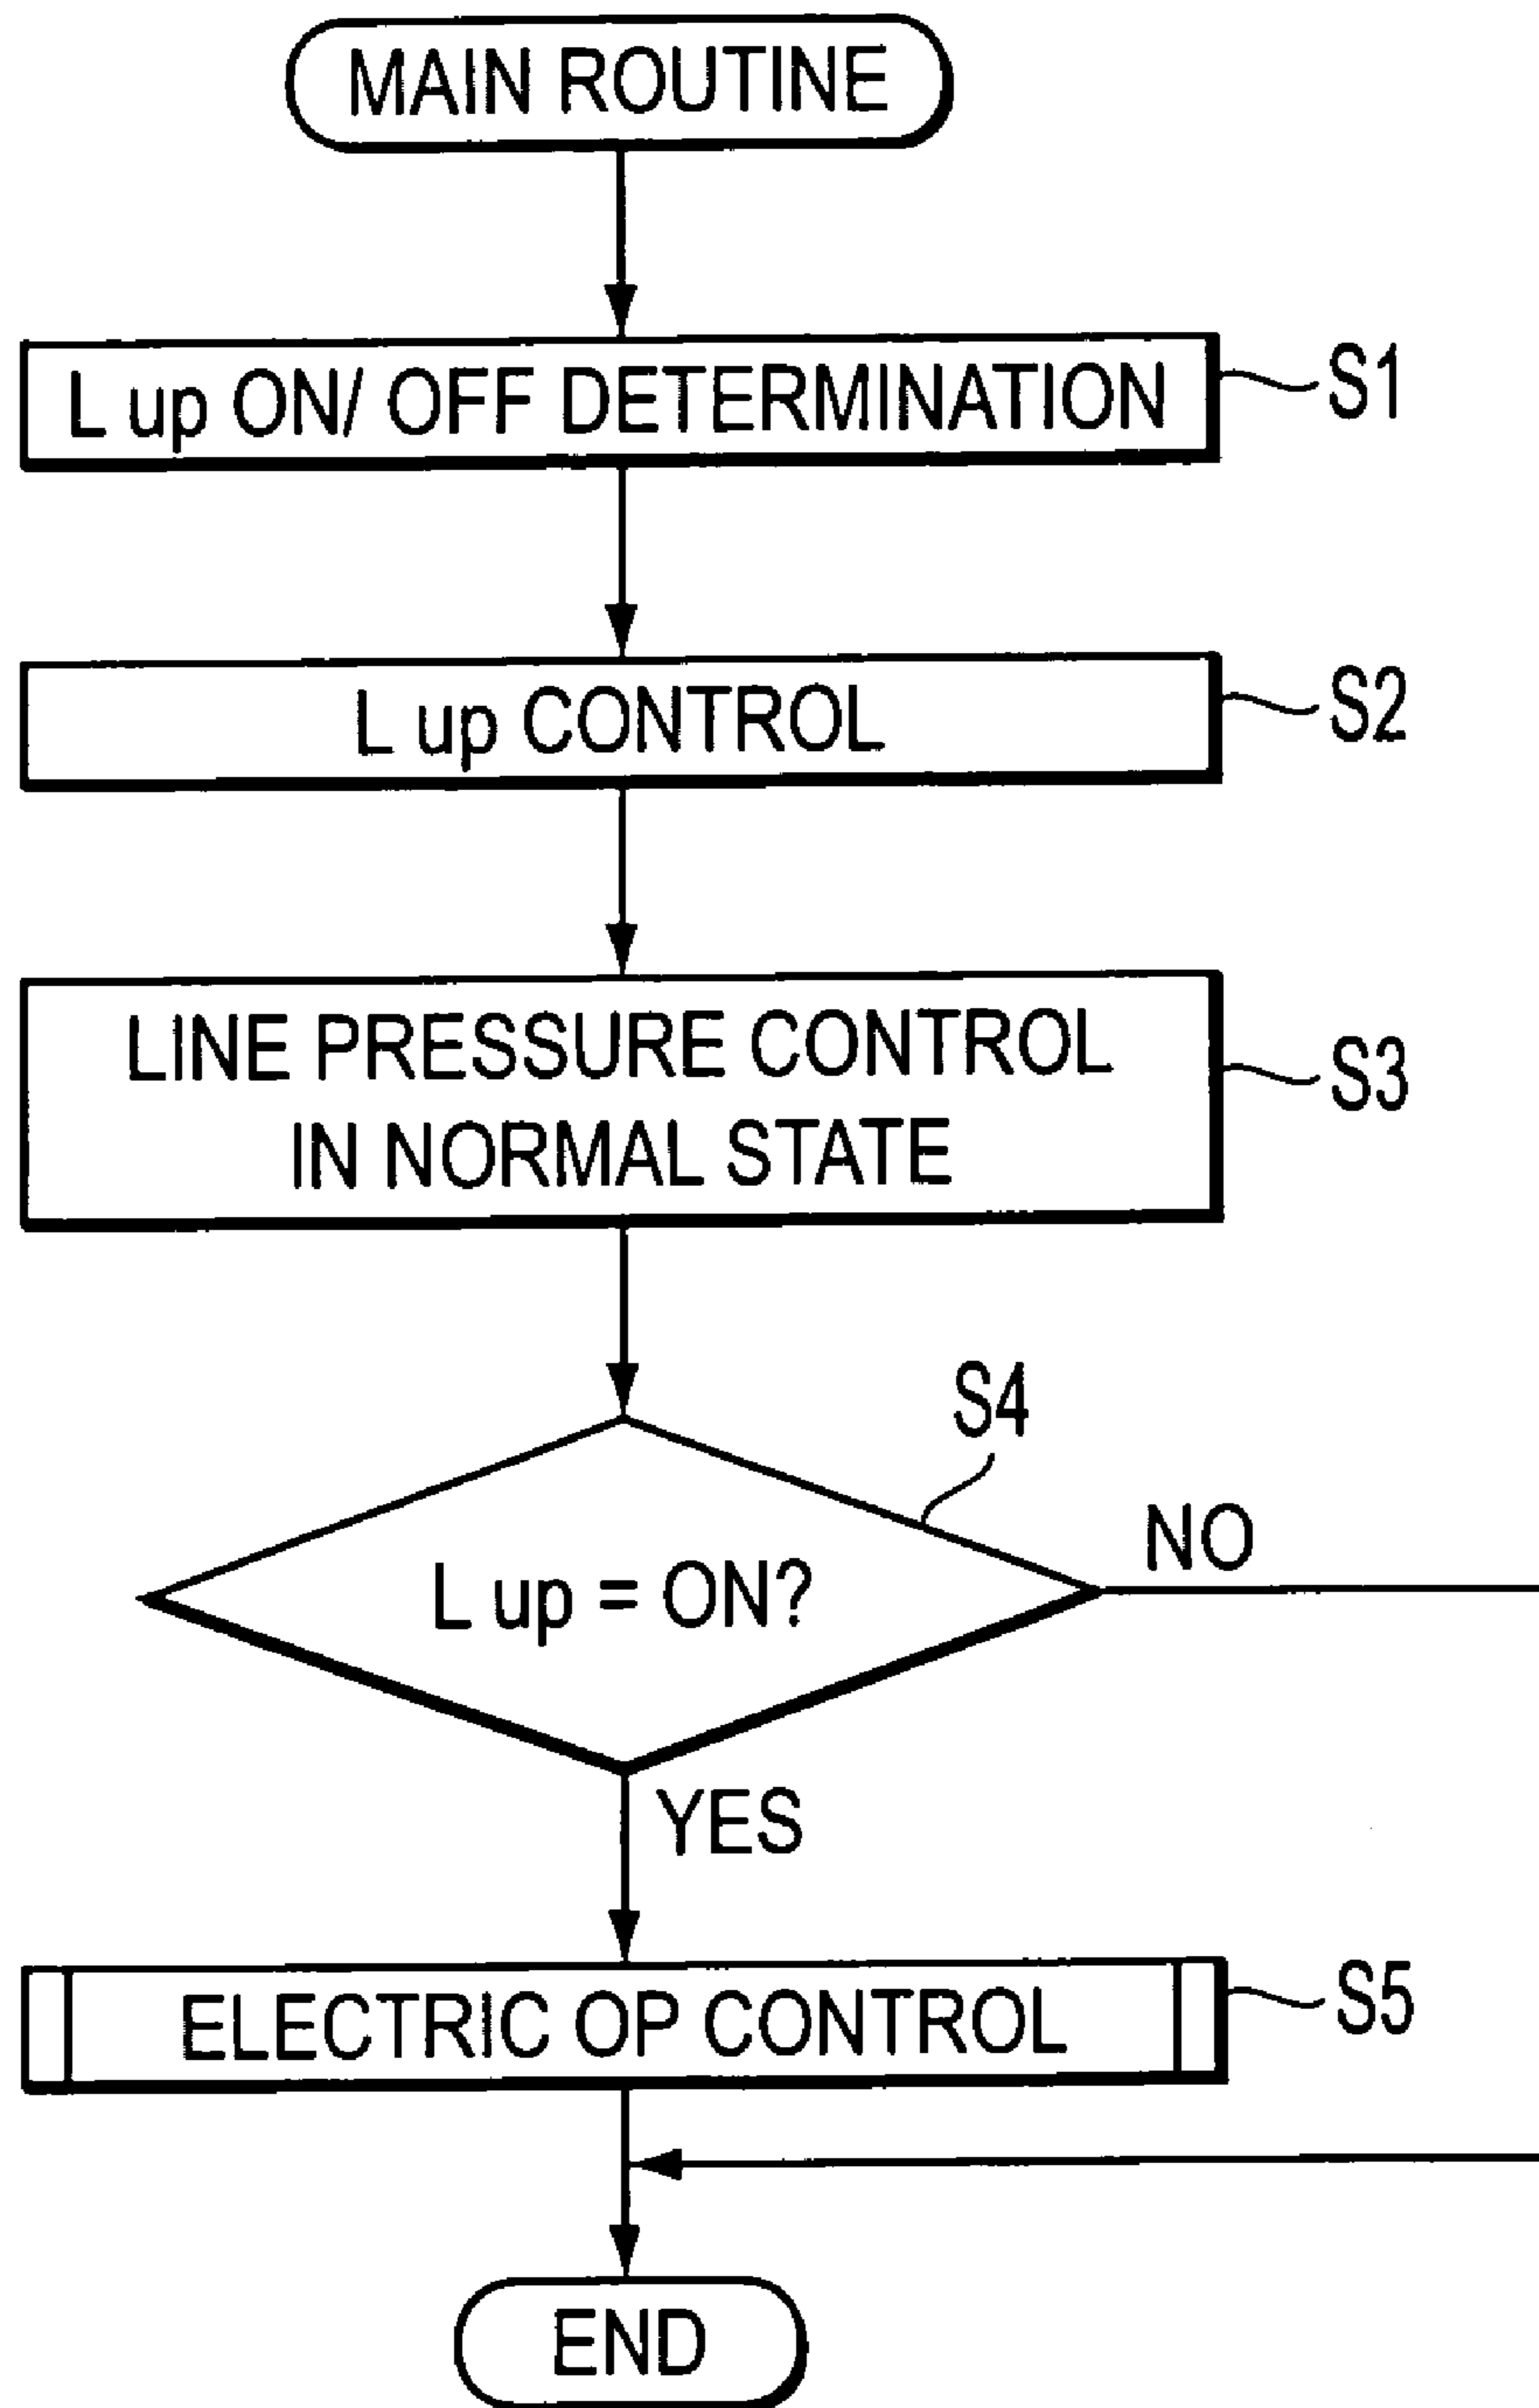 MAIN ROUTINE
L up ON/ OFF DETERMINATION
S1
L up CONTROL
S2
LINE PRESSURE CONTROL
IN NORMAL STATE
S3
S4
L up = ON?
NO
YES
ELECTRIC OP CONTROL
S5
END